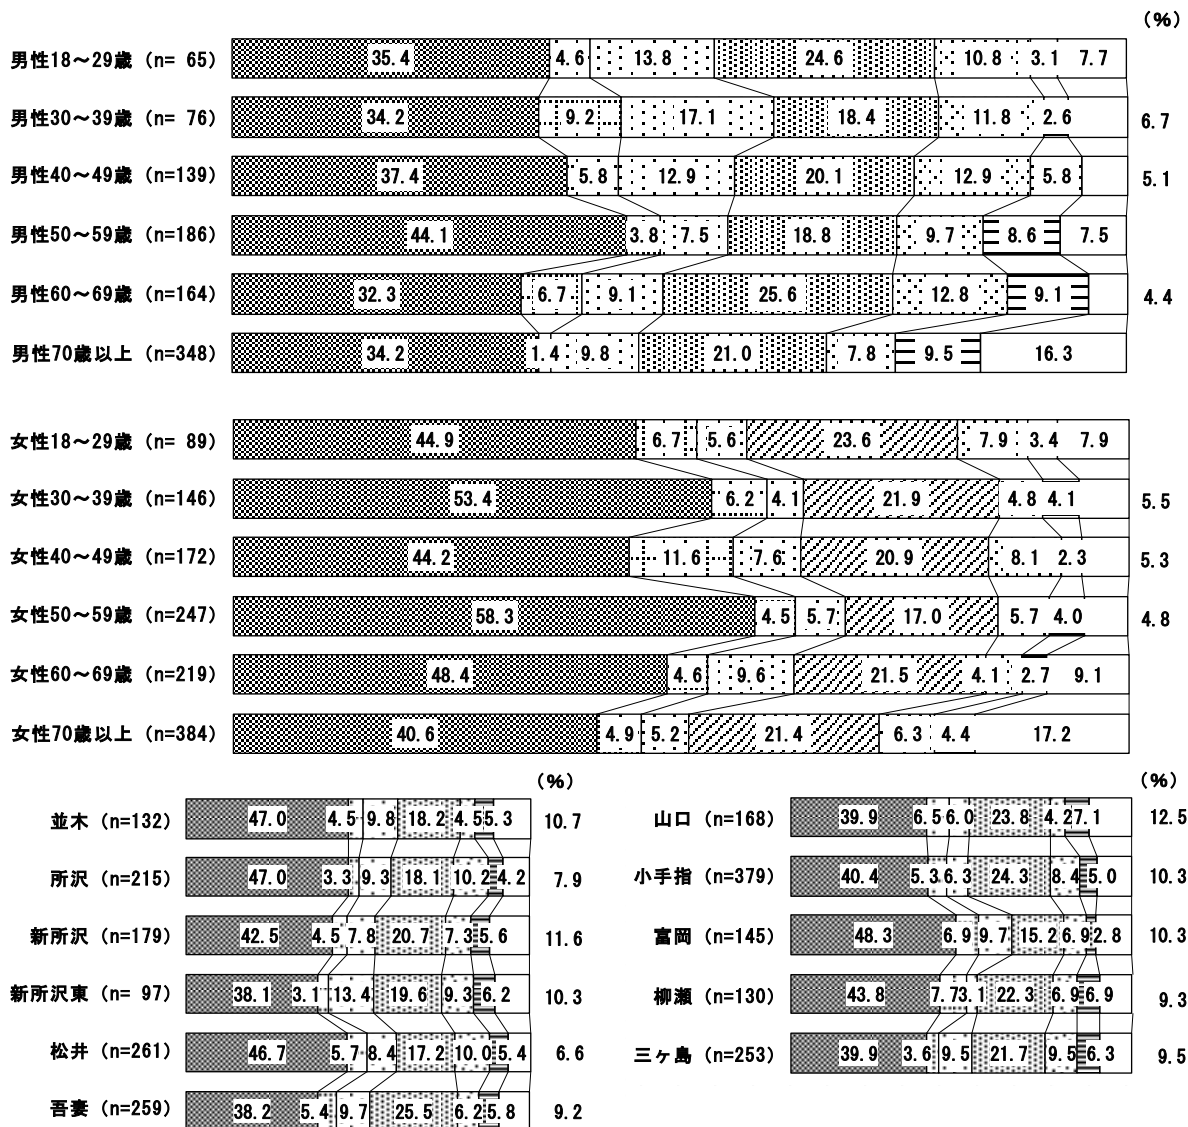 (%)
男性18～29歳 (n= 65) 35.4 4.6 13.8 24.6 10.8 3.1 7.7
男性30～39歳 (n= 76) 34.2 9.2 17.1 18.4 11.8 2.6 6.7
男性40～49歳 (n=139) 37.4 5.8 12.9 20.1 12.9 5.8 5.1
男性50～59歳 (n=186) 44.1 3.8 7.5 18.8 9.7 8.6 7.5
男性60～69歳 (n=164) 32.3 6.7 9.1 25.6 12.8 9.1 4.4
男性70歳以上 (n=348) 34.2 1.4 9.8 21.0 7.8 9.5 16.3
女性18～29歳 (n= 89) 44.9 6.7 5.6 23.6 7.9 3.4 7.9
女性30～39歳 (n=146) 53.4 6.2 4.1 21.9 4.8 4.1 5.5
女性40～49歳 (n=172) 44.2 11.6 7.6 20.9 8.1 2.3 5.3
女性50～59歳 (n=247) 58.3 4.5 5.7 17.0 5.7 4.0 4.8
女性60～69歳 (n=219) 48.4 4.6 9.6 21.5 4.1 2.7 9.1
女性70歳以上 (n=384) 40.6 4.9 5.2 21.4 6.3 4.4 17.2
(%)
並木 (n=132) 47.0 4.5 9.8 18.2 4.5 5.3 10.7
所沢 (n=215) 47.0 3.3 9.3 18.1 10.2 4.2 7.9
新所沢 (n=179) 42.5 4.5 7.8 20.7 7.3 5.6 11.6
新所沢東 (n= 97) 38.1 3.1 13.4 19.6 9.3 6.2 10.3
松井 (n=261) 46.7 5.7 8.4 17.2 10.0 5.4 6.6
吾妻 (n=259) 38.2 5.4 9.7 25.5 6.2 5.8 9.2
(%)
山口 (n=168) 39.9 6.5 6.0 23.8 4.2 7.1 12.5
小手指 (n=379) 40.4 5.3 6.3 24.3 8.4 5.0 10.3
富岡 (n=145) 48.3 6.9 9.7 15.2 6.9 2.8 10.3
柳瀬 (n=130) 43.8 7.7 3.1 22.3 6.9 6.9 9.3
三ヶ島 (n=253) 39.9 3.6 9.5 21.7 9.5 6.3 9.5